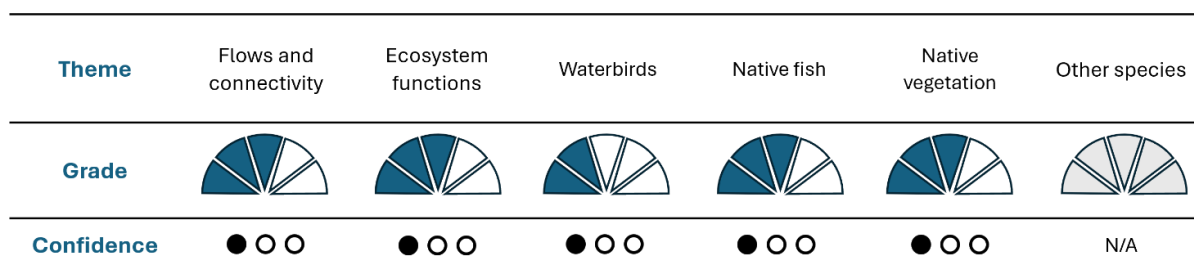 Theme
Flows and
connectivity
Ecosystem
functions
Waterbirds
Native fish
Native
vegetation
Other species
Grade
Confidence
N/A